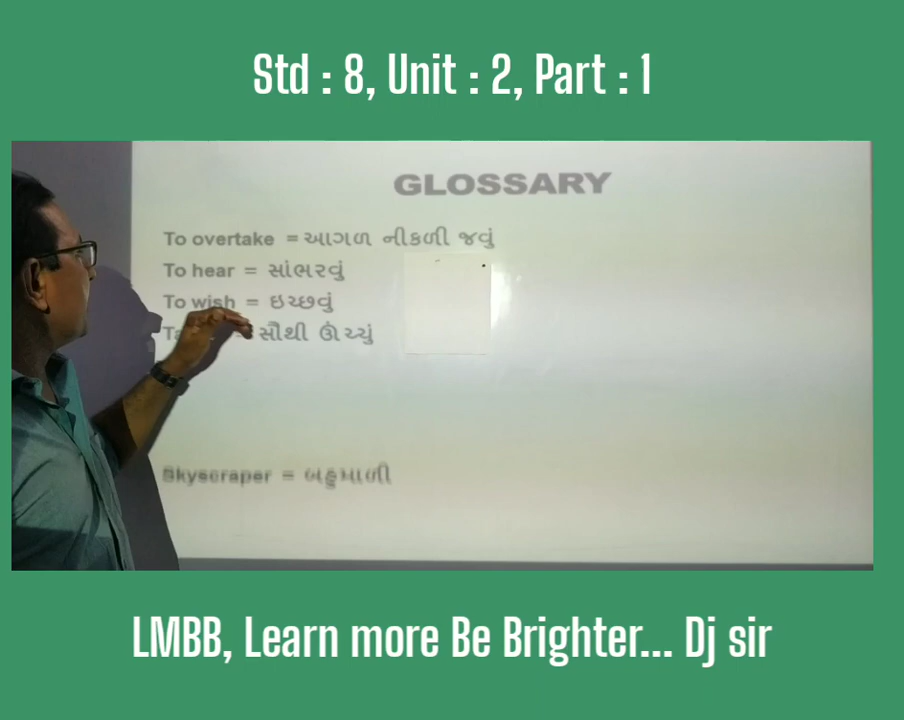 Std : 8, Unit : 2, Part : 1
GLOSSARY
To overtake = આગળ નીકળી જવું
To hear = સાંભરવું
To wish = ઇચ્છવું
સૌથી ઊંચ્ચું
Skyscraper = બહુમાળી
LMBB, Learn more Be Brighter... Dj sir